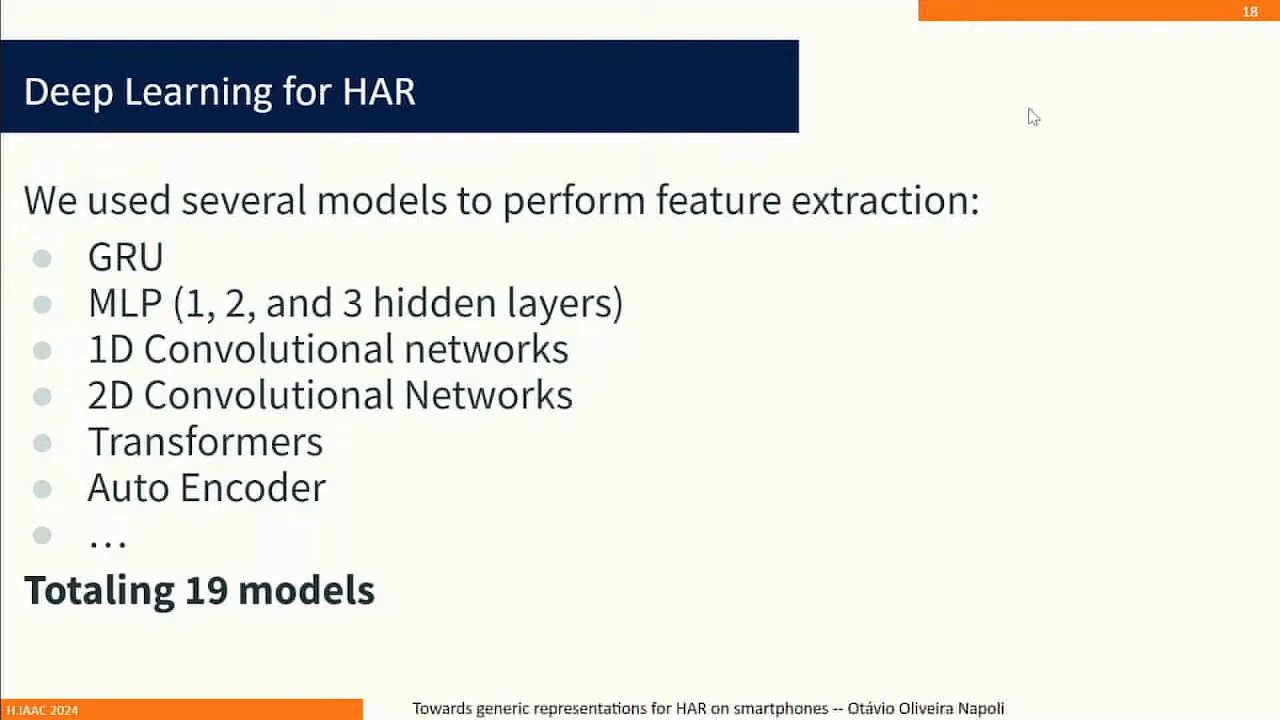 18
Deep Learning for HAR
We used several models to perform feature extraction:
● GRU
● MLP (1, 2, and 3 hidden layers)
● 1D Convolutional networks
● 2D Convolutional Networks
● Transformers
● Auto Encoder
● …
Totaling 19 models
H.IAAC 2024
Towards generic representations for HAR on smartphones -- Otávio Oliveira Napoli